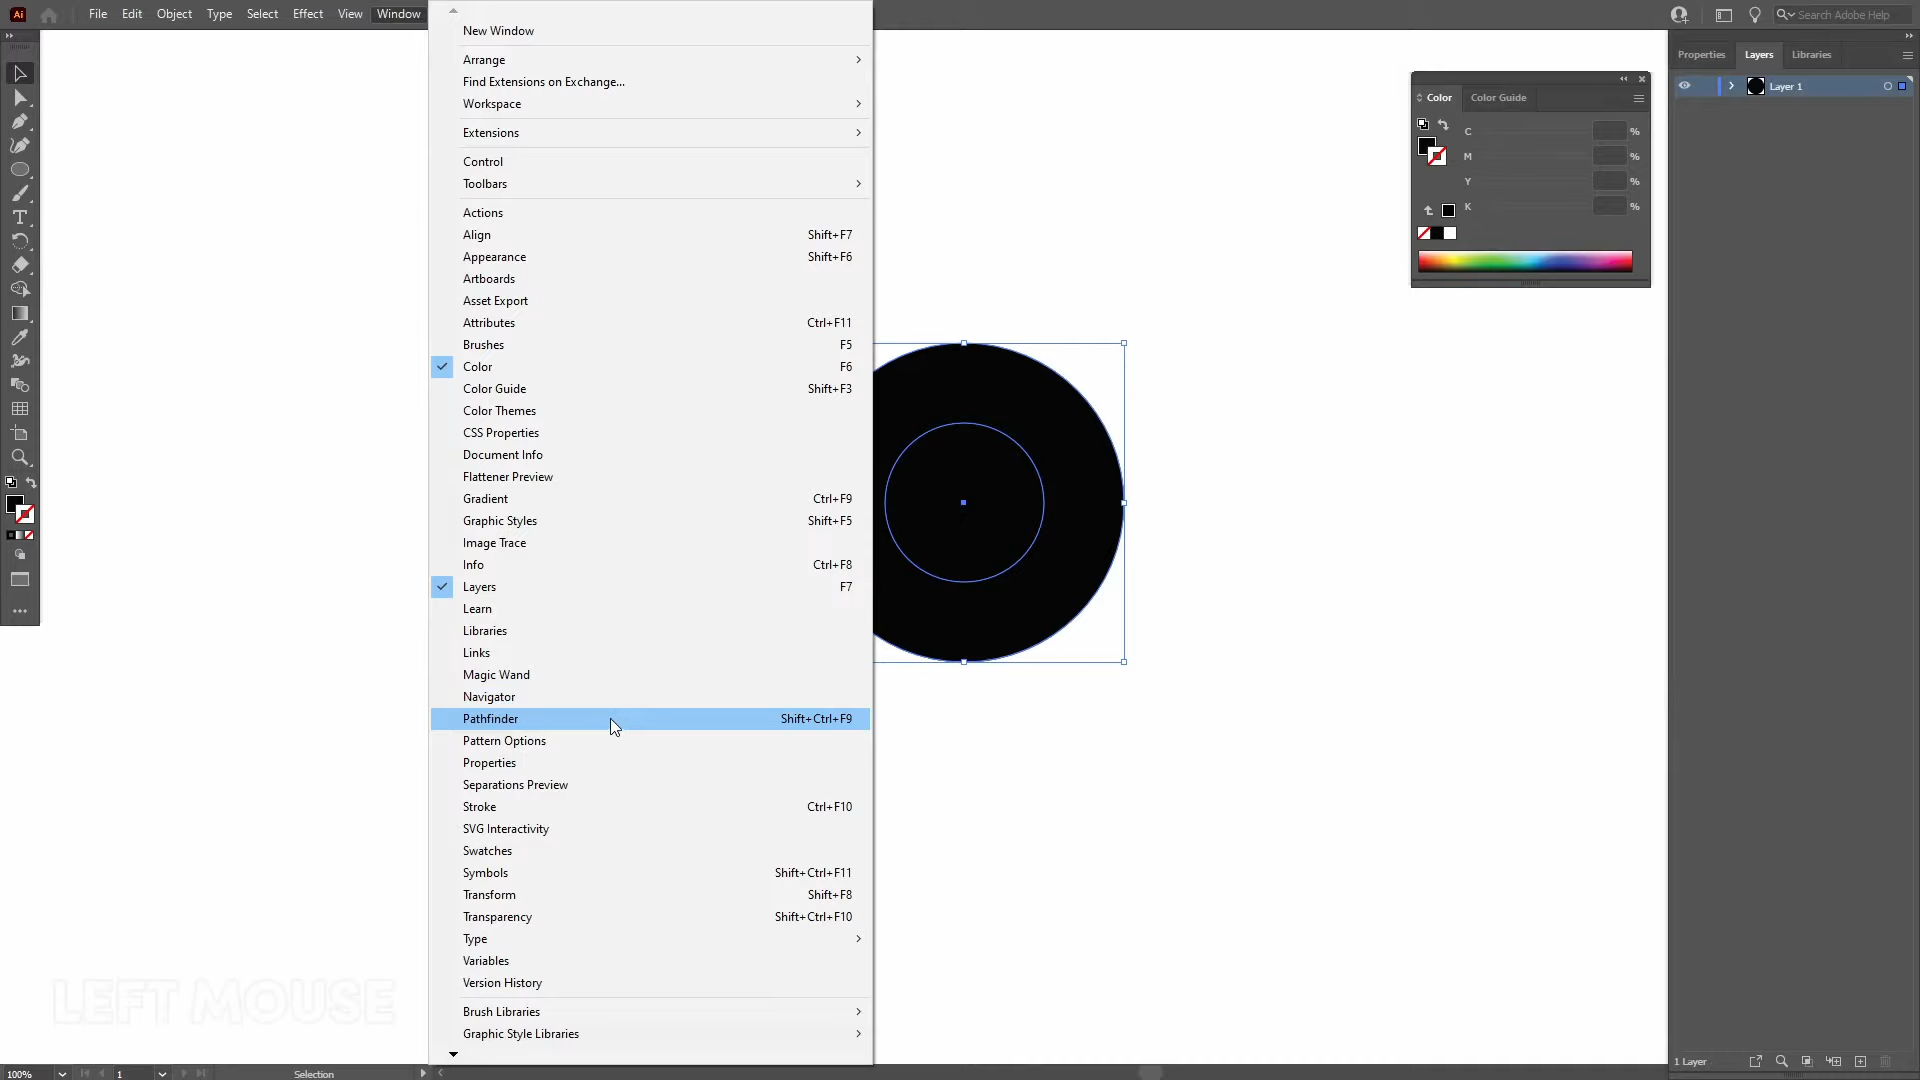 Ai
File Edit Object Type Select Effect View Window
Search Adobe Help
New Window
Arrange
Find Extensions on Exchange...
Workspace
Extensions
Control
Toolbars
Actions
Align Shift+F7
Appearance Shift+F6
Artboards
Asset Export
Attributes Ctrl+F11
Brushes F5
Color F6
Color Guide Shift+F3
Color Themes
CSS Properties
Document Info
Flattener Preview
Gradient Ctrl+F9
Graphic Styles Shift+F5
Image Trace
Info Ctrl+F8
Layers F7
Learn
Libraries
Links
Magic Wand
Navigator
Pathfinder Shift+Ctrl+F9
Pattern Options
Properties
Separations Preview
Stroke Ctrl+F10
SVG Interactivity
Swatches
Symbols Shift+Ctrl+F11
Transform Shift+F8
Transparency Shift+Ctrl+F10
Type
Variables
Version History
Brush Libraries
Graphic Style Libraries
Color Color Guide
C %
M %
Y %
K %
Properties Layers Libraries
Layer 1
LEFT MOUSE
100% 1 Selection
1 Layer